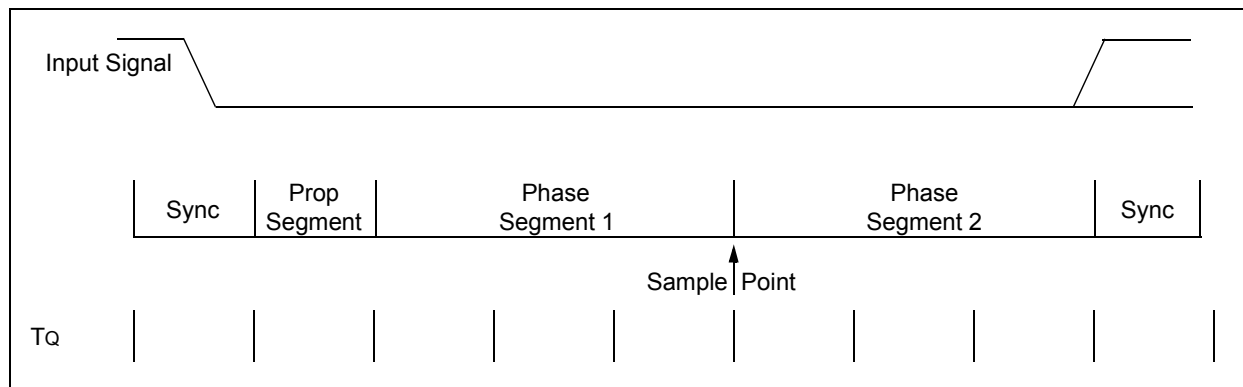 Input Signal
Sync
Prop
Segment
Phase
Segment 1
Phase
Segment 2
Sync
Sample Point
TQ